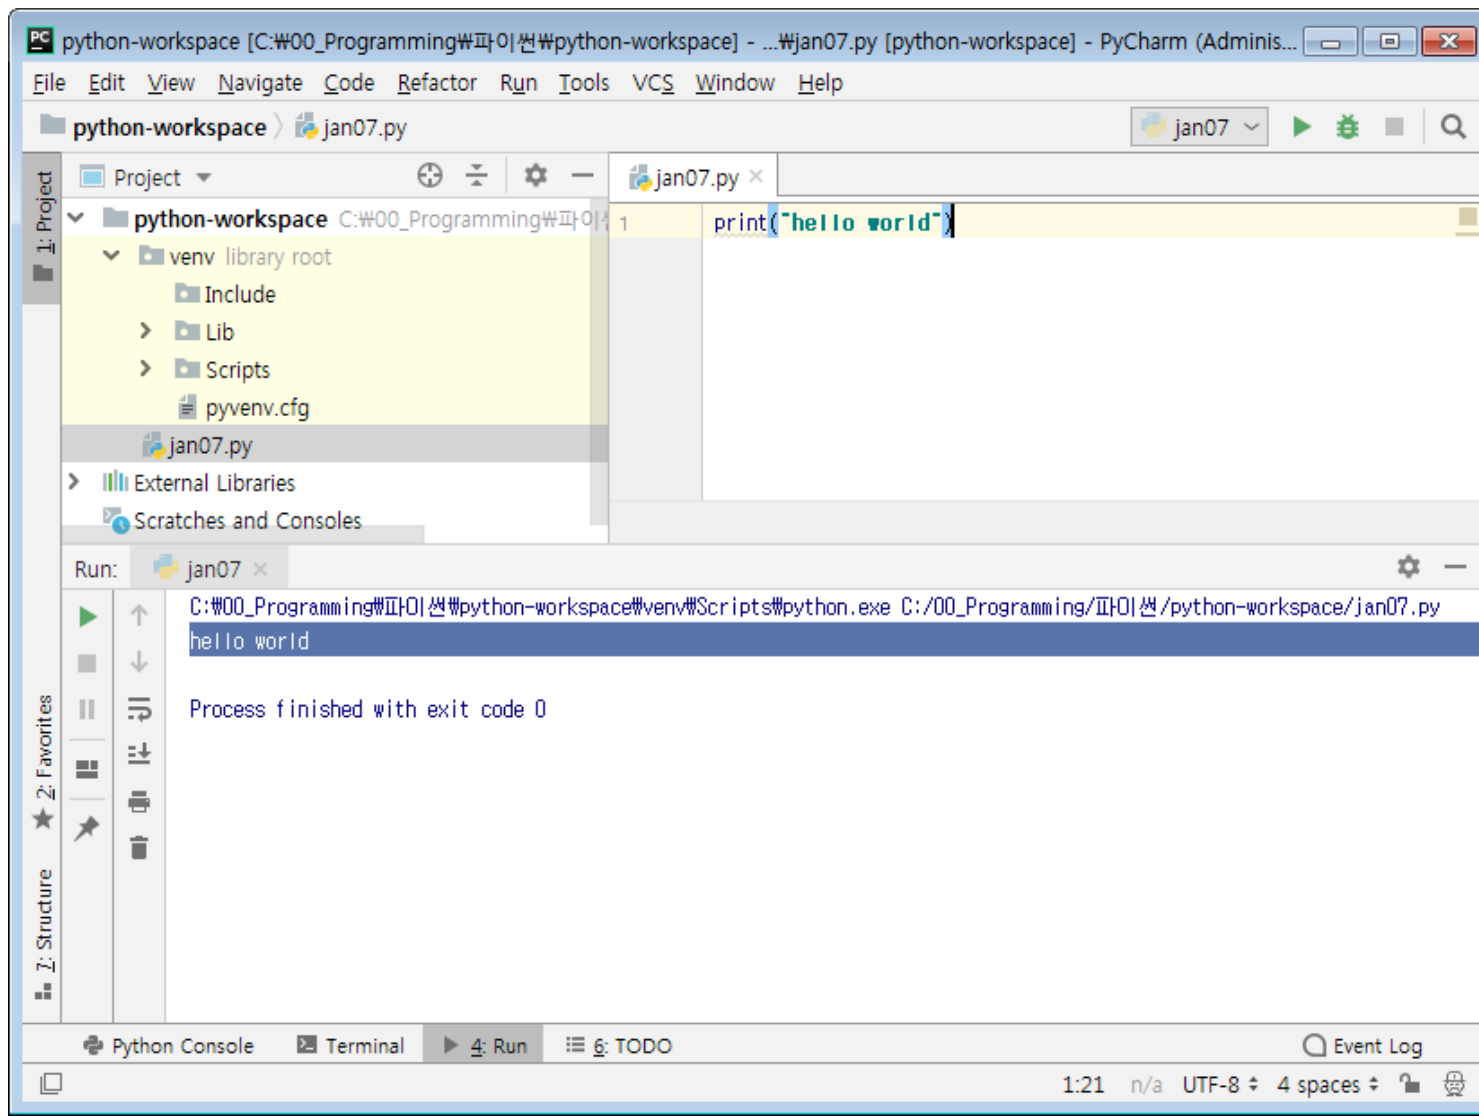 PC python-workspace [C:₩00_Programming₩파이썬₩python-workspace] - ...₩jan07.py [python-workspace] - PyCharm (Adminis...
File Edit View Navigate Code Refactor Run Tools VCS Window Help
python-workspace jan07.py jan07
1: Project
Project
jan07.py
python-workspace C:₩00_Programming₩파이
1 print("hello world")
venv library root
Include
Lib
Scripts
pyvenv.cfg
jan07.py
External Libraries
Scratches and Consoles
Run: jan07
C:₩00_Programming₩파이썬₩python-workspace₩venv₩Scripts₩python.exe C:/00_Programming/파이썬/python-workspace/jan07.py
hello world
Process finished with exit code 0
2: Favorites
7: Structure
Python Console Terminal 4: Run 6: TODO Event Log
1:21 n/a UTF-8 4 spaces